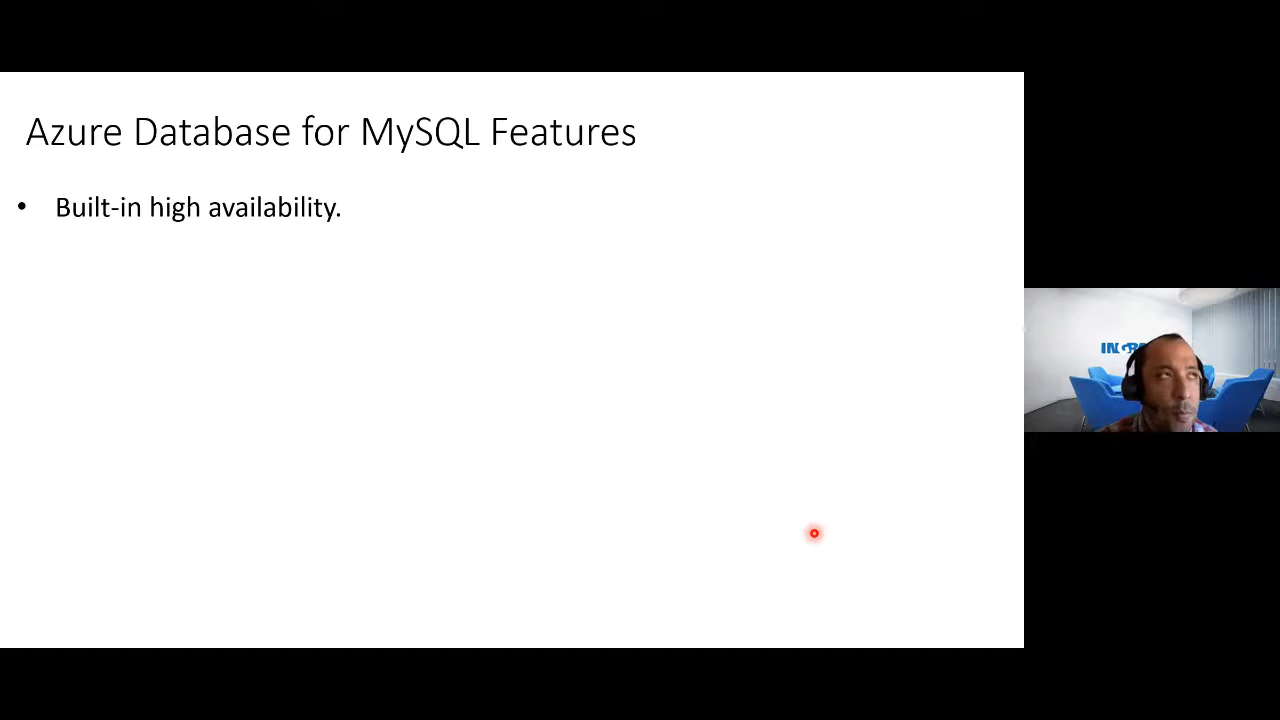 Azure Database for MySQL Features
• Built-in high availability.